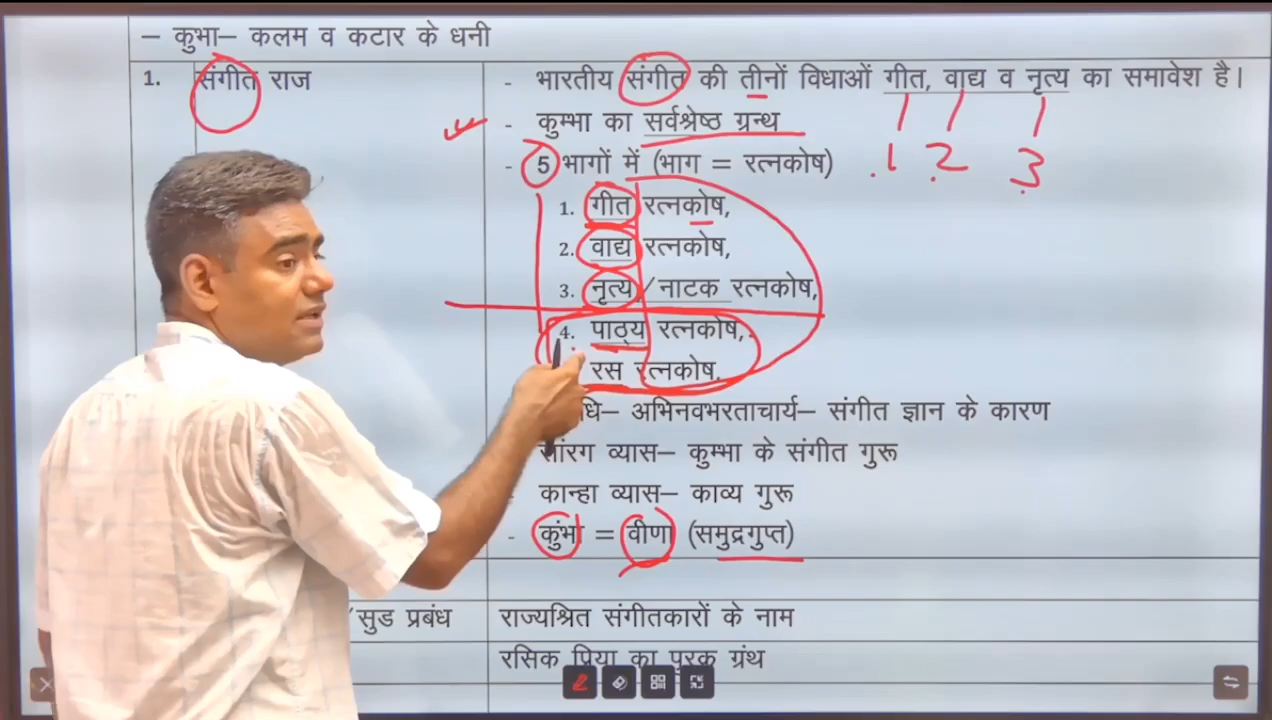 – कुभा– कलम व कटार के धनी
1. संगीत राज
- भारतीय संगीत की तीनों विधाओं गीत, वाद्य व नृत्य का समावेश है।
- कुम्भा का सर्वश्रेष्ठ ग्रन्थ
- 5 भागों में (भाग = रत्नकोष)
1 2 3
1. गीत रत्नकोष,
2. वाद्य रत्नकोष,
3. नृत्य / नाटक रत्नकोष,
4. पाठ्य रत्नकोष,
रस रत्नकोष,
अभिनवभरताचार्य– संगीत ज्ञान के कारण
सांरग व्यास– कुम्भा के संगीत गुरू
- कान्हा व्यास– काव्य गुरू
- कुंभा = वीणा (समुद्रगुप्त)
/सुड प्रबंध राज्यश्रित संगीतकारों के नाम
रसिक प्रिया का पुरक ग्रंथ